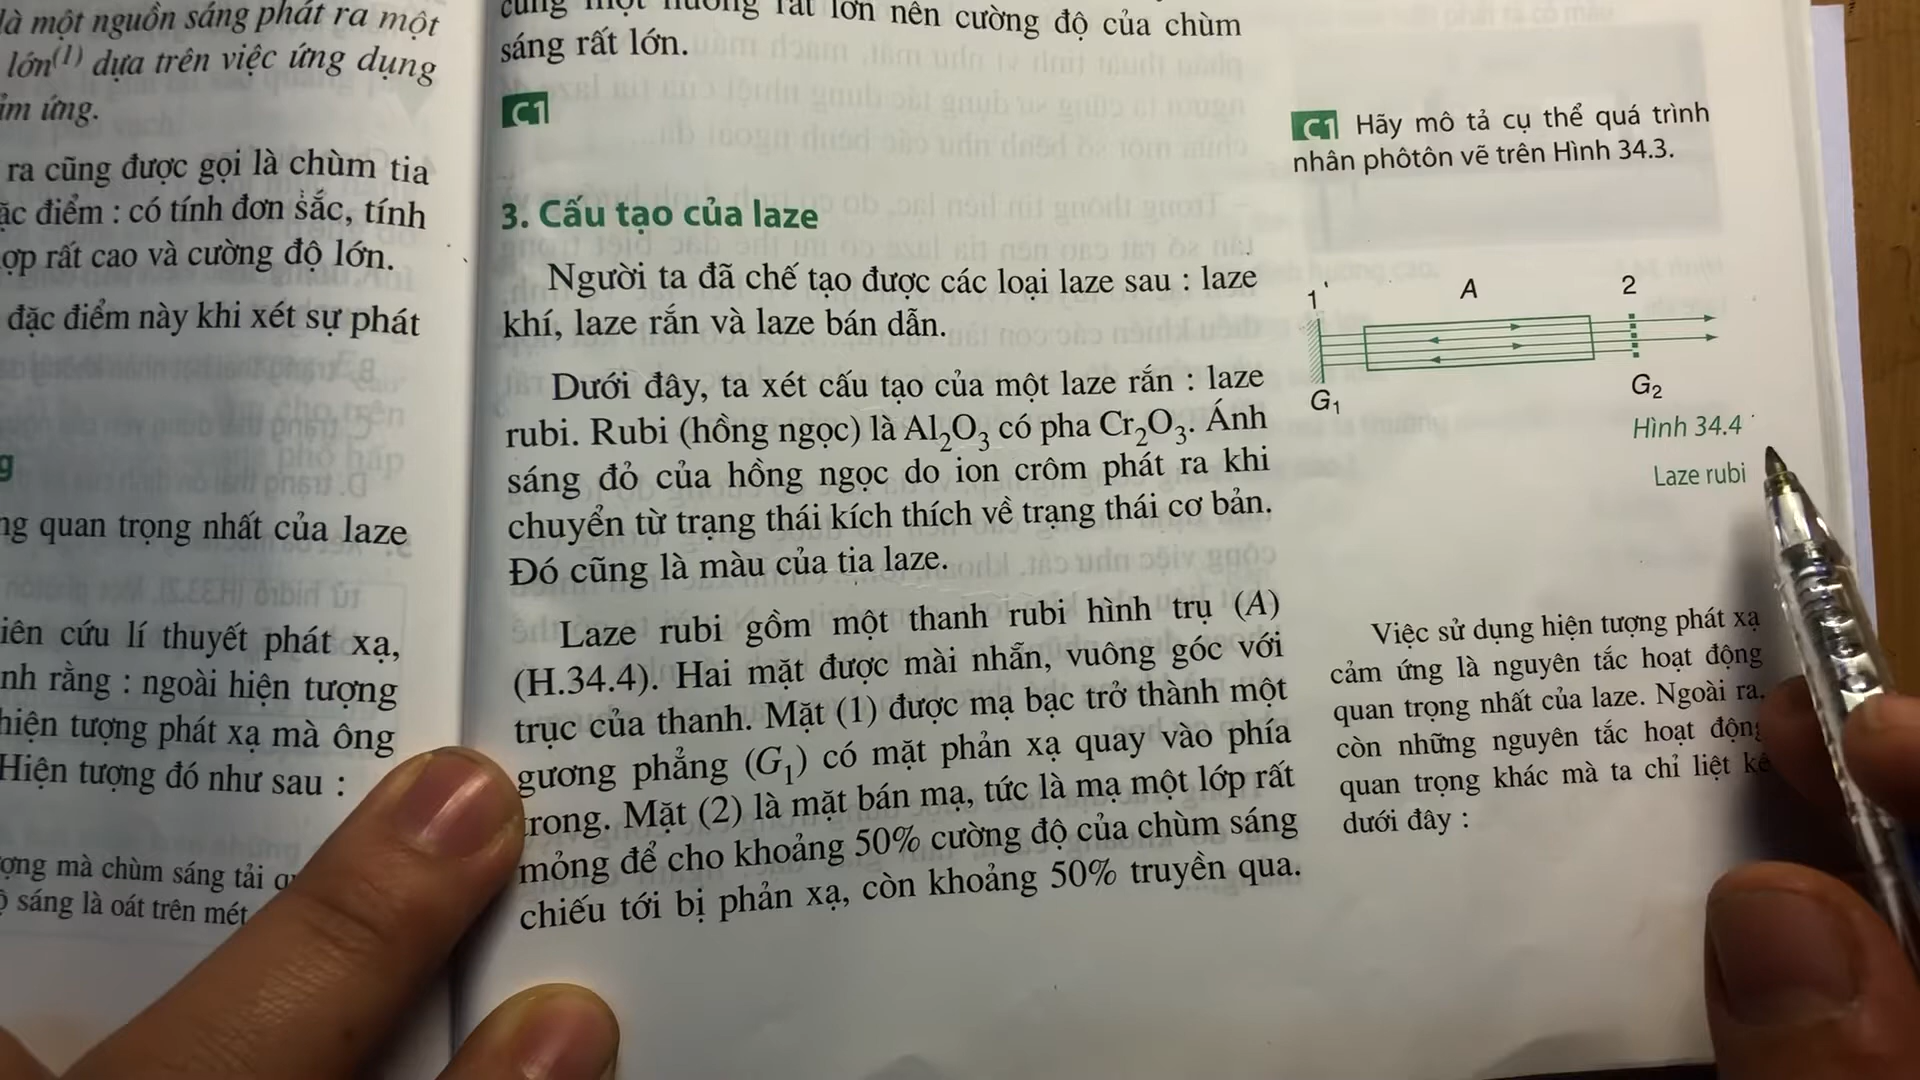 là một nguồn sáng phát ra một
lớn(1) dựa trên việc ứng dụng
ra cũng được gọi là chùm tia
điểm : có tính đơn sắc, tính
rất cao và cường độ lớn.
đặc điểm này khi xét sự phát
quan trọng nhất của laze
cứu lí thuyết phát xạ,
rằng : ngoài hiện tượng
hiện tượng phát xạ mà ông
Hiện tượng đó như sau :
mà chùm sáng tải
sáng là oát trên mét
lớn nên cường độ của chùm
sáng rất lớn.
C1
3. Cấu tạo của laze
Người ta đã chế tạo được các loại laze sau : laze
khí, laze rắn và laze bán dẫn.
Dưới đây, ta xét cấu tạo của một laze rắn : laze
rubi. Rubi (hồng ngọc) là Al₂O₃ có pha Cr₂O₃. Ánh
sáng đỏ của hồng ngọc do ion crôm phát ra khi
chuyển từ trạng thái kích thích về trạng thái cơ bản.
Đó cũng là màu của tia laze.
Laze rubi gồm một thanh rubi hình trụ (A)
(H.34.4). Hai mặt được mài nhẵn, vuông góc với
trục của thanh. Mặt (1) được mạ bạc trở thành một
gương phẳng (G₁) có mặt phản xạ quay vào phía
trong. Mặt (2) là mặt bán mạ, tức là mạ một lớp rất
mỏng để cho khoảng 50% cường độ của chùm sáng
chiếu tới bị phản xạ, còn khoảng 50% truyền qua.
C1 Hãy mô tả cụ thể quá trình
nhân phôtôn vẽ trên Hình 34.3.
1 A 2
G₁ G₂
Hình 34.4
Laze rubi
Việc sử dụng hiện tượng phát xạ
cảm ứng là nguyên tắc hoạt động
quan trọng nhất của laze. Ngoài ra,
còn những nguyên tắc hoạt động
quan trọng khác mà ta chỉ liệt kê
dưới đây :